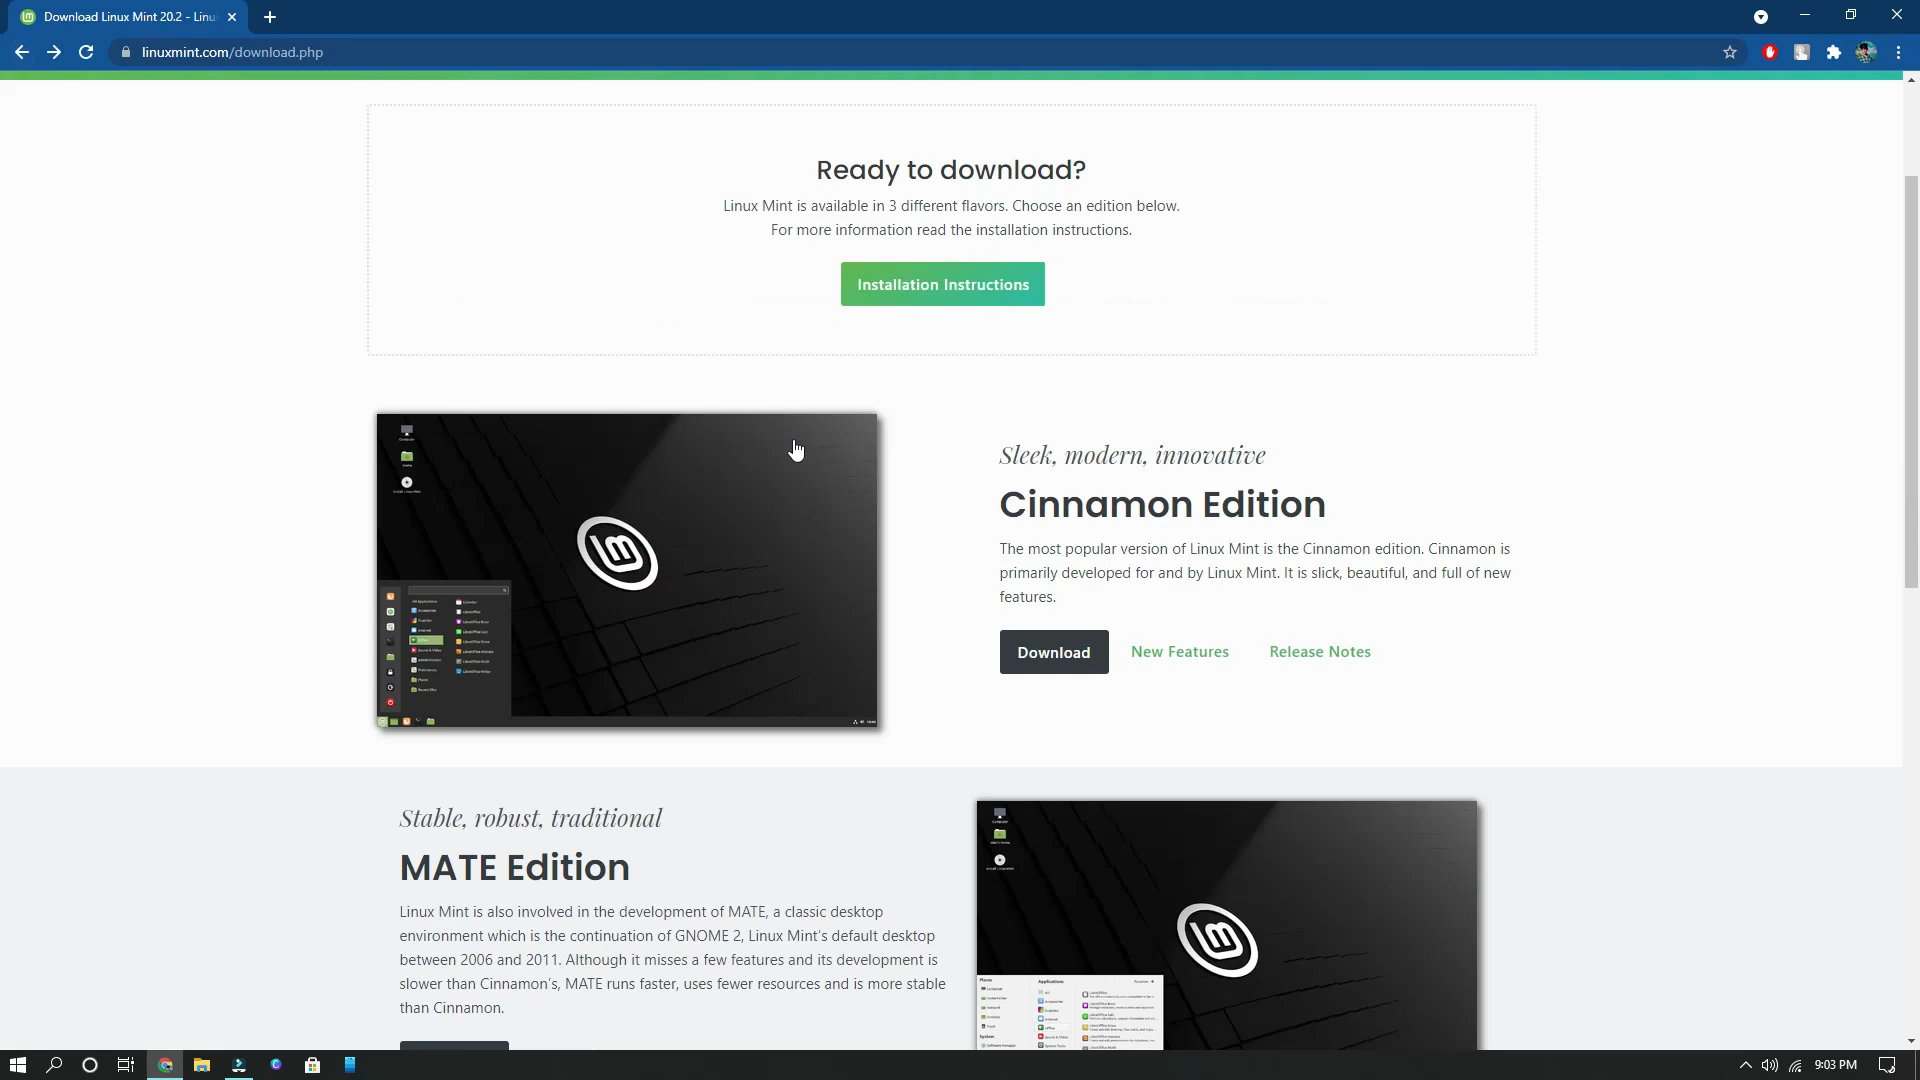 Download Linux Mint 20.2 - Linu
linuxmint.com/download.php
Ready to download?
Linux Mint is available in 3 different flavors. Choose an edition below.
For more information read the installation instructions.
Installation Instructions
Sleek, modern, innovative
Cinnamon Edition
The most popular version of Linux Mint is the Cinnamon edition. Cinnamon is
primarily developed for and by Linux Mint. It is slick, beautiful, and full of new
features.
Download New Features Release Notes
Stable, robust, traditional
MATE Edition
Linux Mint is also involved in the development of MATE, a classic desktop
environment which is the continuation of GNOME 2, Linux Mint's default desktop
between 2006 and 2011. Although it misses a few features and its development is
slower than Cinnamon's, MATE runs faster, uses fewer resources and is more stable
than Cinnamon.
9:03 PM